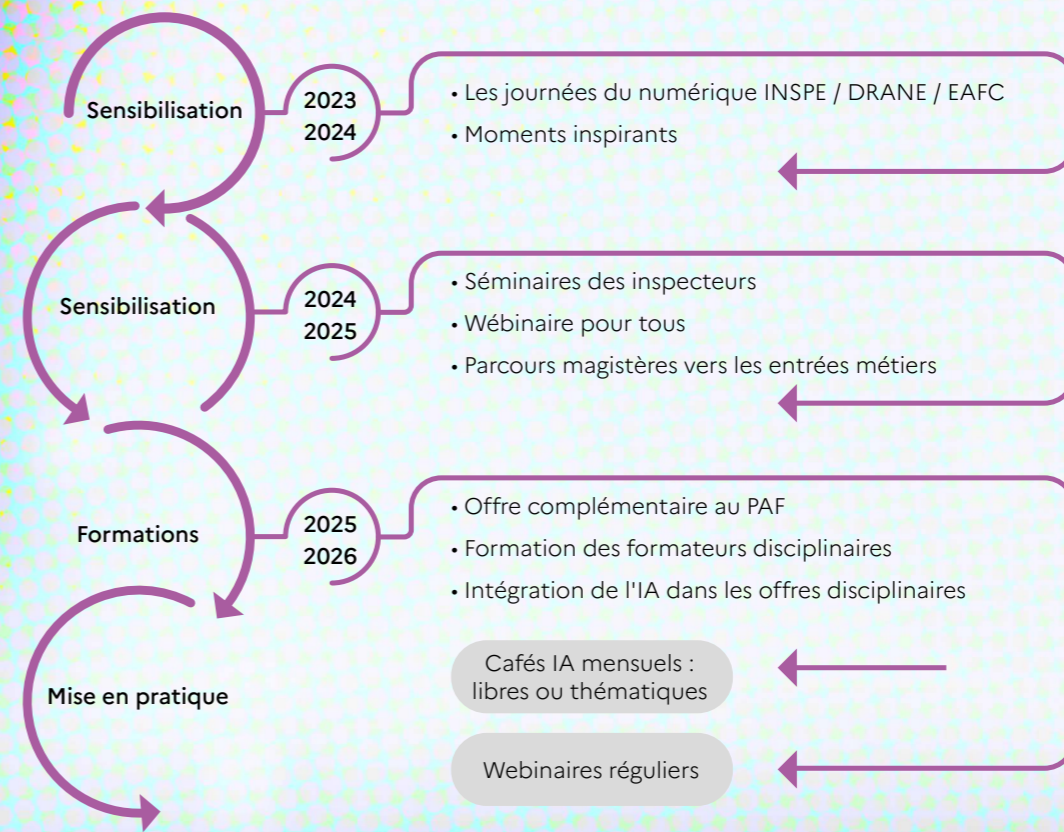 Sensibilisation
2023
2024
• Les journées du numérique INSPE / DRANE / EAFC
• Moments inspirants
Sensibilisation
2024
2025
• Séminaires des inspecteurs
• Wébinaire pour tous
• Parcours magistères vers les entrées métiers
Formations
2025
2026
• Offre complémentaire au PAF
• Formation des formateurs disciplinaires
• Intégration de l'IA dans les offres disciplinaires
Mise en pratique
Cafés IA mensuels :
libres ou thématiques
Webinaires réguliers